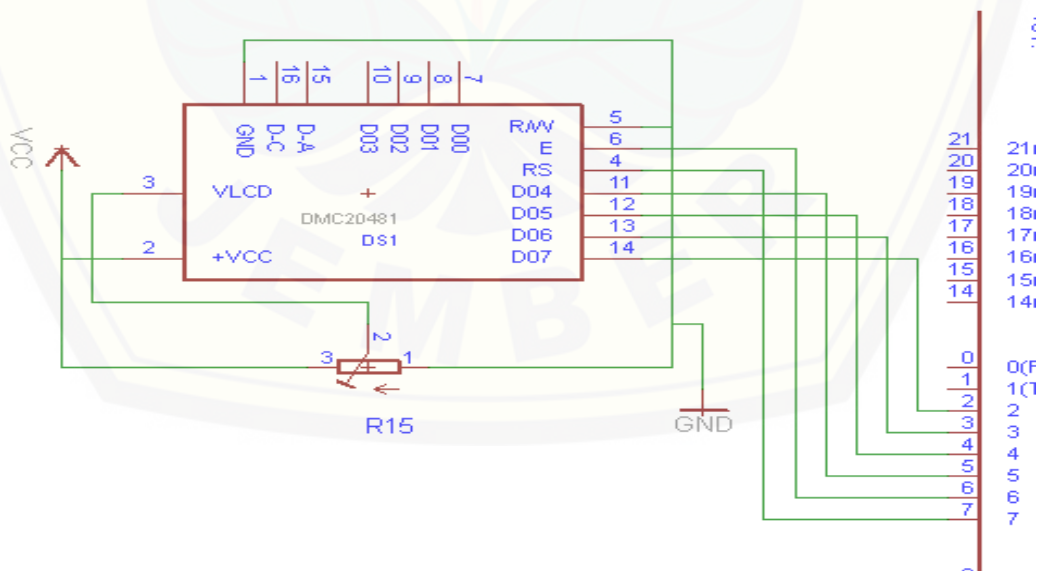 1 16 15 10 9 8 7
GND D-C D-A D03 D02 D01 D00
VCC
3 VLCD
2 +VCC
DMC20481
DS1
R/W 5
E 6
RS 4
D04 11
D05 12
D06 13
D07 14
3 2 1
R15
GND
21
20
19
18
17
16
15
14
0
1
2 2
3 3
4 4
5 5
6 6
7 7
JEMBER